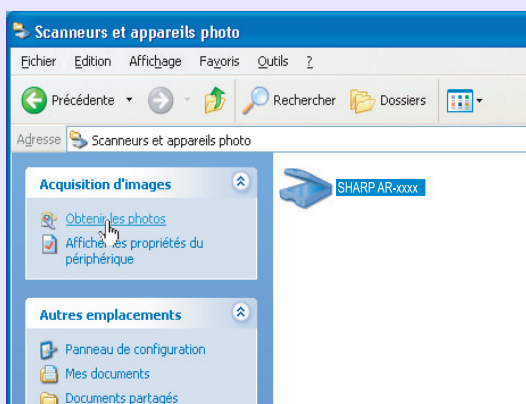 Scanneurs et appareils photo
Fichier Edition Affichage Favoris Outils ?
Précédente Rechercher Dossiers
Adresse Scanneurs et appareils photo
Acquisition d'images
Obtenir les photos
Afficher les propriétés du
périphérique
SHARP AR-xxxx
Autres emplacements
Panneau de configuration
Mes documents
Documents partagés